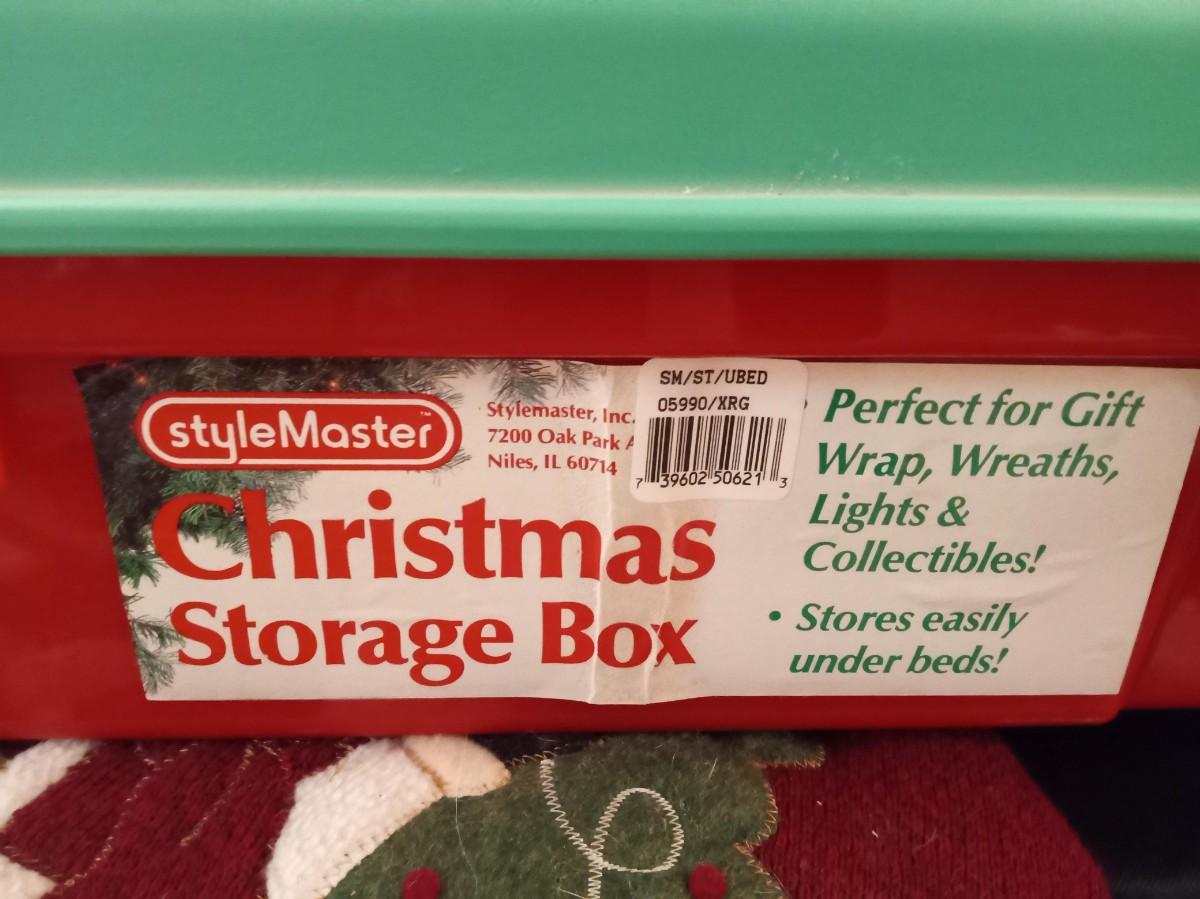 styleMaster™
Stylemaster, Inc.
7200 Oak Park
Niles, IL 60714
Christmas
Storage Box
SM/ST/UBED
05990/XRG
7 39602 50621 3
Perfect for Gift
Wrap, Wreaths,
Lights &
Collectibles!
• Stores easily
under beds!